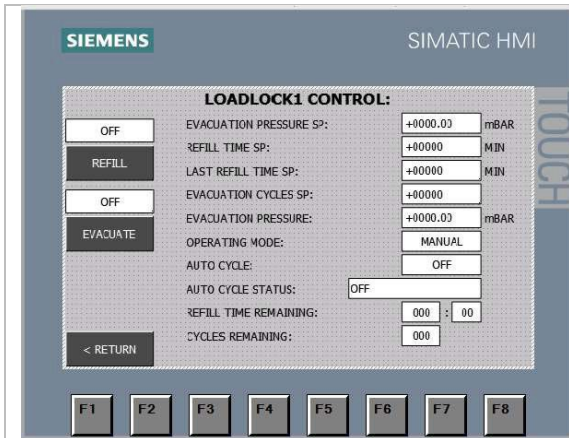 SIEMENS SIMATIC HMI
TOUCH
LOADLOCK1 CONTROL:
OFF
REFILL
OFF
EVACUATE
< RETURN
EVACUATION PRESSURE SP: +0000.00 mBAR
REFILL TIME SP: +00000 MIN
LAST REFILL TIME SP: +00000 MIN
EVACUATION CYCLES SP: +00000
EVACUATION PRESSURE: +0000.00 mBAR
OPERATING MODE: MANUAL
AUTO CYCLE: OFF
AUTO CYCLE STATUS: OFF
REFILL TIME REMAINING: 000 : 00
CYCLES REMAINING: 000
F1 F2 F3 F4 F5 F6 F7 F8